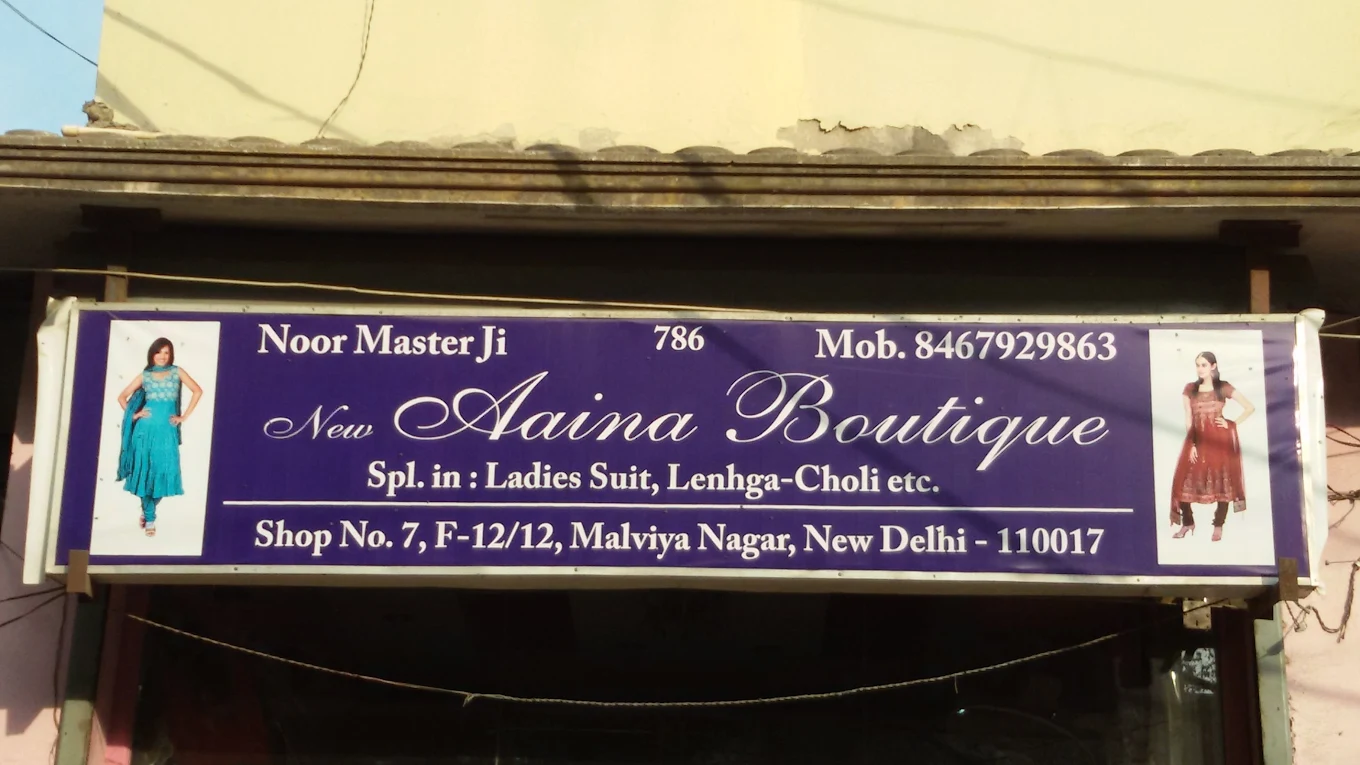 Noor Master Ji 786 Mob. 8467929863
New Aaina Boutique
Spl. in : Ladies Suit, Lenhga-Choli etc.
Shop No. 7, F-12/12, Malviya Nagar, New Delhi - 110017